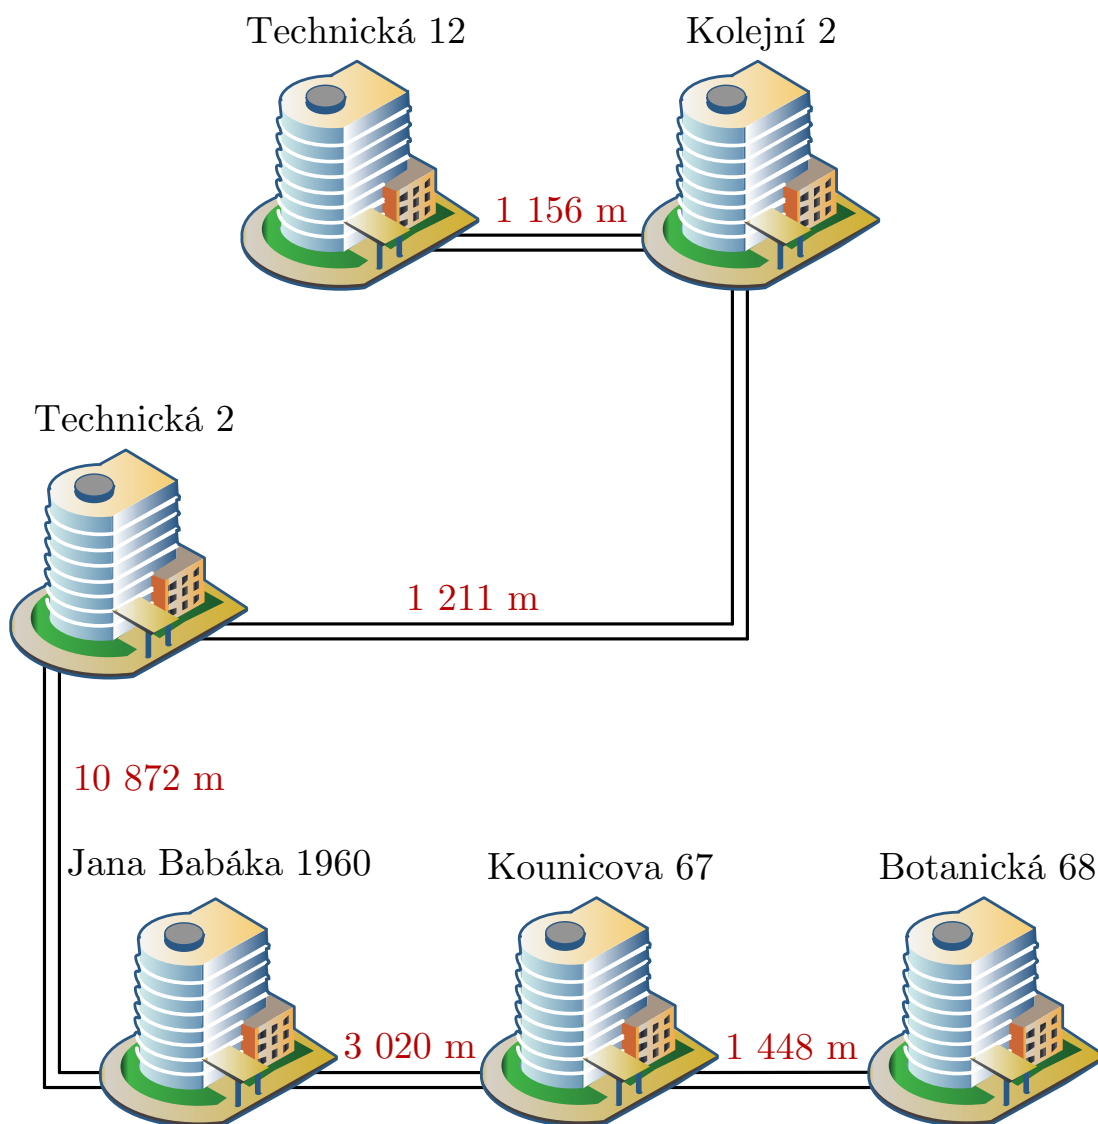 Technická 12
Kolejní 2
1 156 m
Technická 2
1 211 m
10 872 m
Jana Babáka 1960
Kounicova 67
Botanická 68
3 020 m
1 448 m